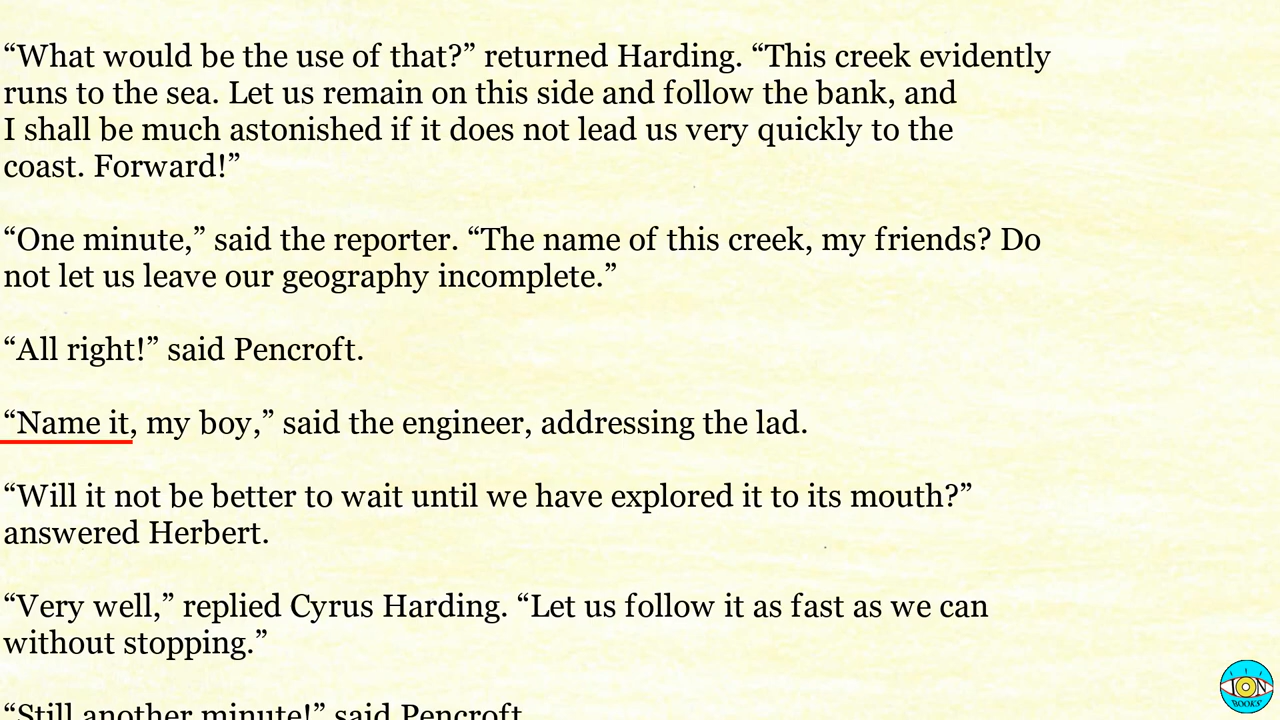 “What would be the use of that?” returned Harding. “This creek evidently
runs to the sea. Let us remain on this side and follow the bank, and
I shall be much astonished if it does not lead us very quickly to the
coast. Forward!”
“One minute,” said the reporter. “The name of this creek, my friends? Do
not let us leave our geography incomplete.”
“All right!” said Pencroft.
“Name it, my boy,” said the engineer, addressing the lad.
“Will it not be better to wait until we have explored it to its mouth?”
answered Herbert.
“Very well,” replied Cyrus Harding. “Let us follow it as fast as we can
without stopping.”
“Still another minute!” said Pencroft.
ION
BOOKS